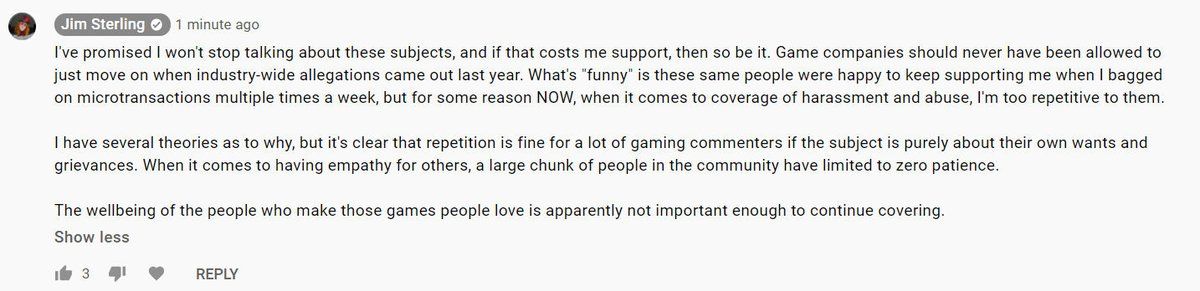 Jim Sterling 1 minute ago
I've promised I won't stop talking about these subjects, and if that costs me support, then so be it. Game companies should never have been allowed to
just move on when industry-wide allegations came out last year. What's "funny" is these same people were happy to keep supporting me when I bagged
on microtransactions multiple times a week, but for some reason NOW, when it comes to coverage of harassment and abuse, I'm too repetitive to them.
I have several theories as to why, but it's clear that repetition is fine for a lot of gaming commenters if the subject is purely about their own wants and
grievances. When it comes to having empathy for others, a large chunk of people in the community have limited to zero patience.
The wellbeing of the people who make those games people love is apparently not important enough to continue covering.
Show less
3 REPLY